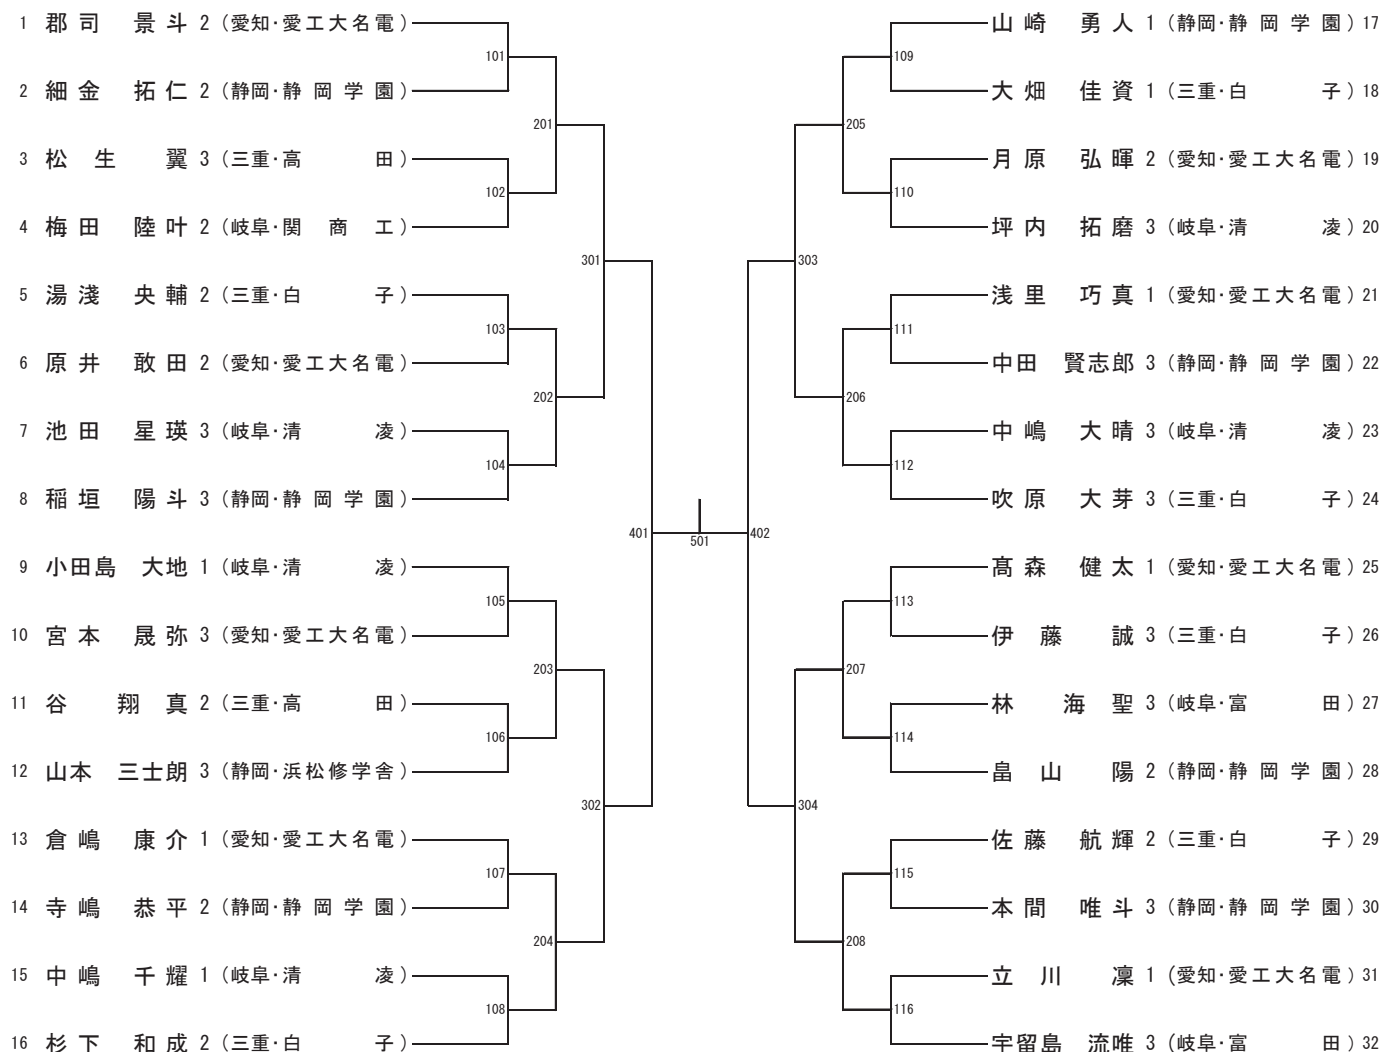 1 郡司 景斗 2 (愛知・愛工大名電)
101
2 細金 拓仁 2 (静岡・静岡学園)
201
3 松生 翼 3 (三重・高田)
102
4 梅田 陸叶 2 (岐阜・関商工)
301
5 湯淺 央輔 2 (三重・白子)
103
6 原井 敢田 2 (愛知・愛工大名電)
202
7 池田 星瑛 3 (岐阜・清凌)
104
8 稲垣 陽斗 3 (静岡・静岡学園)
401
501
9 小田島 大地 1 (岐阜・清凌)
105
10 宮本 晟弥 3 (愛知・愛工大名電)
203
11 谷 翔真 2 (三重・高田)
106
12 山本 三士朗 3 (静岡・浜松修学舎)
302
13 倉嶋 康介 1 (愛知・愛工大名電)
107
14 寺嶋 恭平 2 (静岡・静岡学園)
204
15 中嶋 千耀 1 (岐阜・清凌)
108
16 杉下 和成 2 (三重・白子)
山崎 勇人 1 (静岡・静岡学園) 17
109
大畑 佳資 1 (三重・白子) 18
205
月原 弘暉 2 (愛知・愛工大名電) 19
110
坪内 拓磨 3 (岐阜・清凌) 20
303
浅里 巧真 1 (愛知・愛工大名電) 21
111
中田 賢志郎 3 (静岡・静岡学園) 22
206
中嶋 大晴 3 (岐阜・清凌) 23
112
吹原 大芽 3 (三重・白子) 24
402
髙森 健太 1 (愛知・愛工大名電) 25
113
伊藤 誠 3 (三重・白子) 26
207
林 海聖 3 (岐阜・富田) 27
114
畠山 陽 2 (静岡・静岡学園) 28
304
佐藤 航輝 2 (三重・白子) 29
115
本間 唯斗 3 (静岡・静岡学園) 30
208
立川 凜 1 (愛知・愛工大名電) 31
116
宇留島 流唯 3 (岐阜・富田) 32